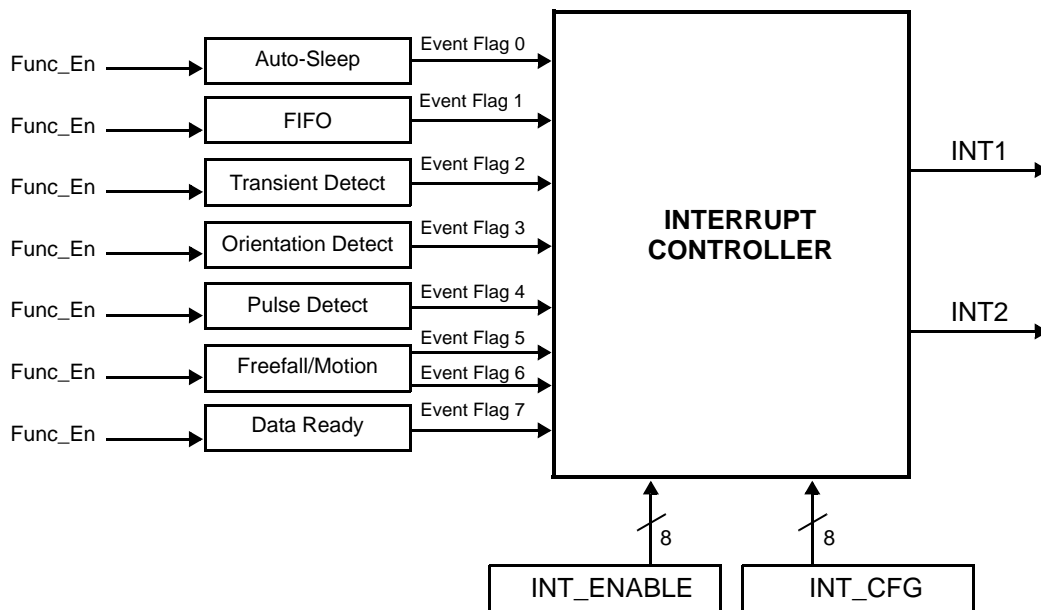 Func_En
Auto-Sleep
Event Flag 0
Func_En
FIFO
Event Flag 1
Func_En
Transient Detect
Event Flag 2
Func_En
Orientation Detect
Event Flag 3
Func_En
Pulse Detect
Event Flag 4
Func_En
Freefall/Motion
Event Flag 5
Event Flag 6
Func_En
Data Ready
Event Flag 7
INTERRUPT
CONTROLLER
INT1
INT2
8
8
INT_ENABLE
INT_CFG